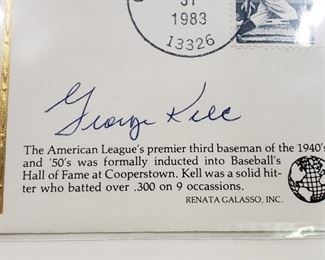 31
1983
13326
George Kell
The American League's premier third baseman of the 1940's
and '50's was formally inducted into Baseball's
Hall of Fame at Cooperstown. Kell was a solid hit-
ter who batted over .300 on 9 occassions.
RENATA GALASSO, INC.